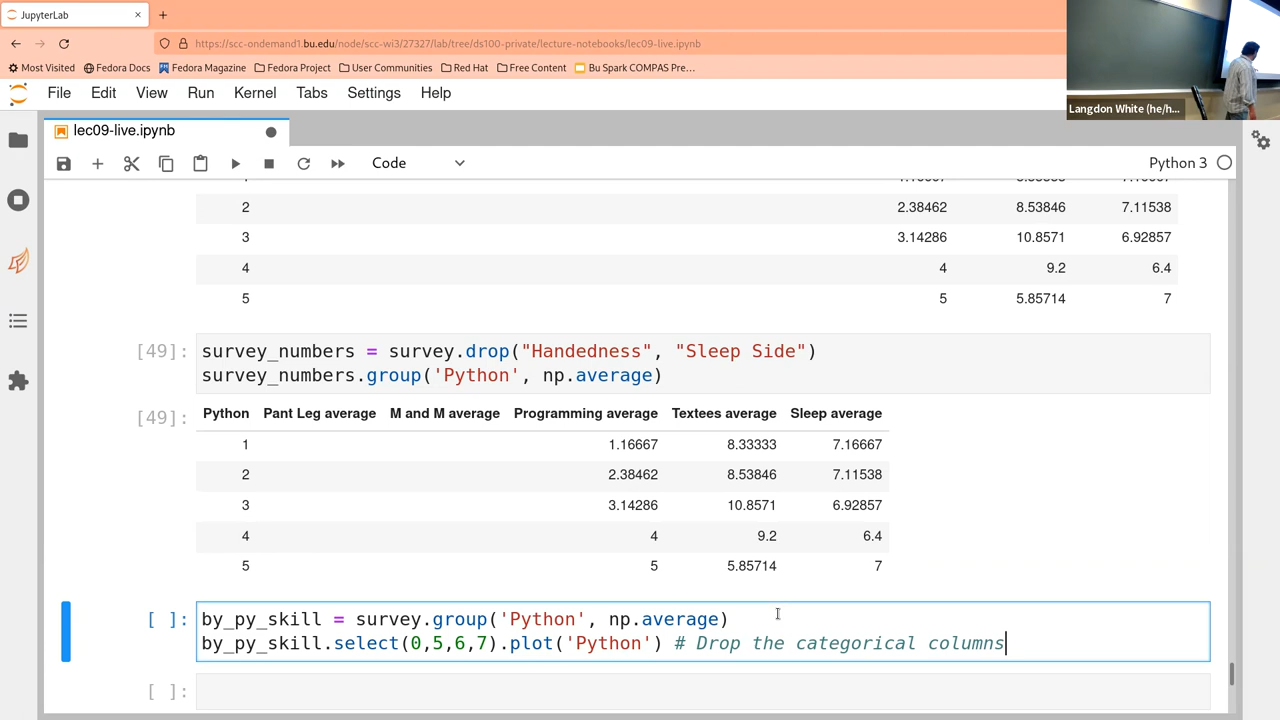 JupyterLab
https://scc-ondemand1.bu.edu/node/scc-wi3/27327/lab/tree/ds100-private/lecture-notebooks/lec09-live.ipynb
Most Visited Fedora Docs Fedora Magazine Fedora Project User Communities Red Hat Free Content Bu Spark COMPAS Pre...
Langdon White (he/h...
File Edit View Run Kernel Tabs Settings Help
lec09-live.ipynb
Code Python 3
2 2.38462 8.53846 7.11538
3 3.14286 10.8571 6.92857
4 4 9.2 6.4
5 5 5.85714 7
[49]: survey_numbers = survey.drop("Handedness", "Sleep Side")
survey_numbers.group('Python', np.average)
[49]: Python Pant Leg average M and M average Programming average Textees average Sleep average
1 1.16667 8.33333 7.16667
2 2.38462 8.53846 7.11538
3 3.14286 10.8571 6.92857
4 4 9.2 6.4
5 5 5.85714 7
[ ]: by_py_skill = survey.group('Python', np.average)
by_py_skill.select(0,5,6,7).plot('Python') # Drop the categorical columns
[ ]: